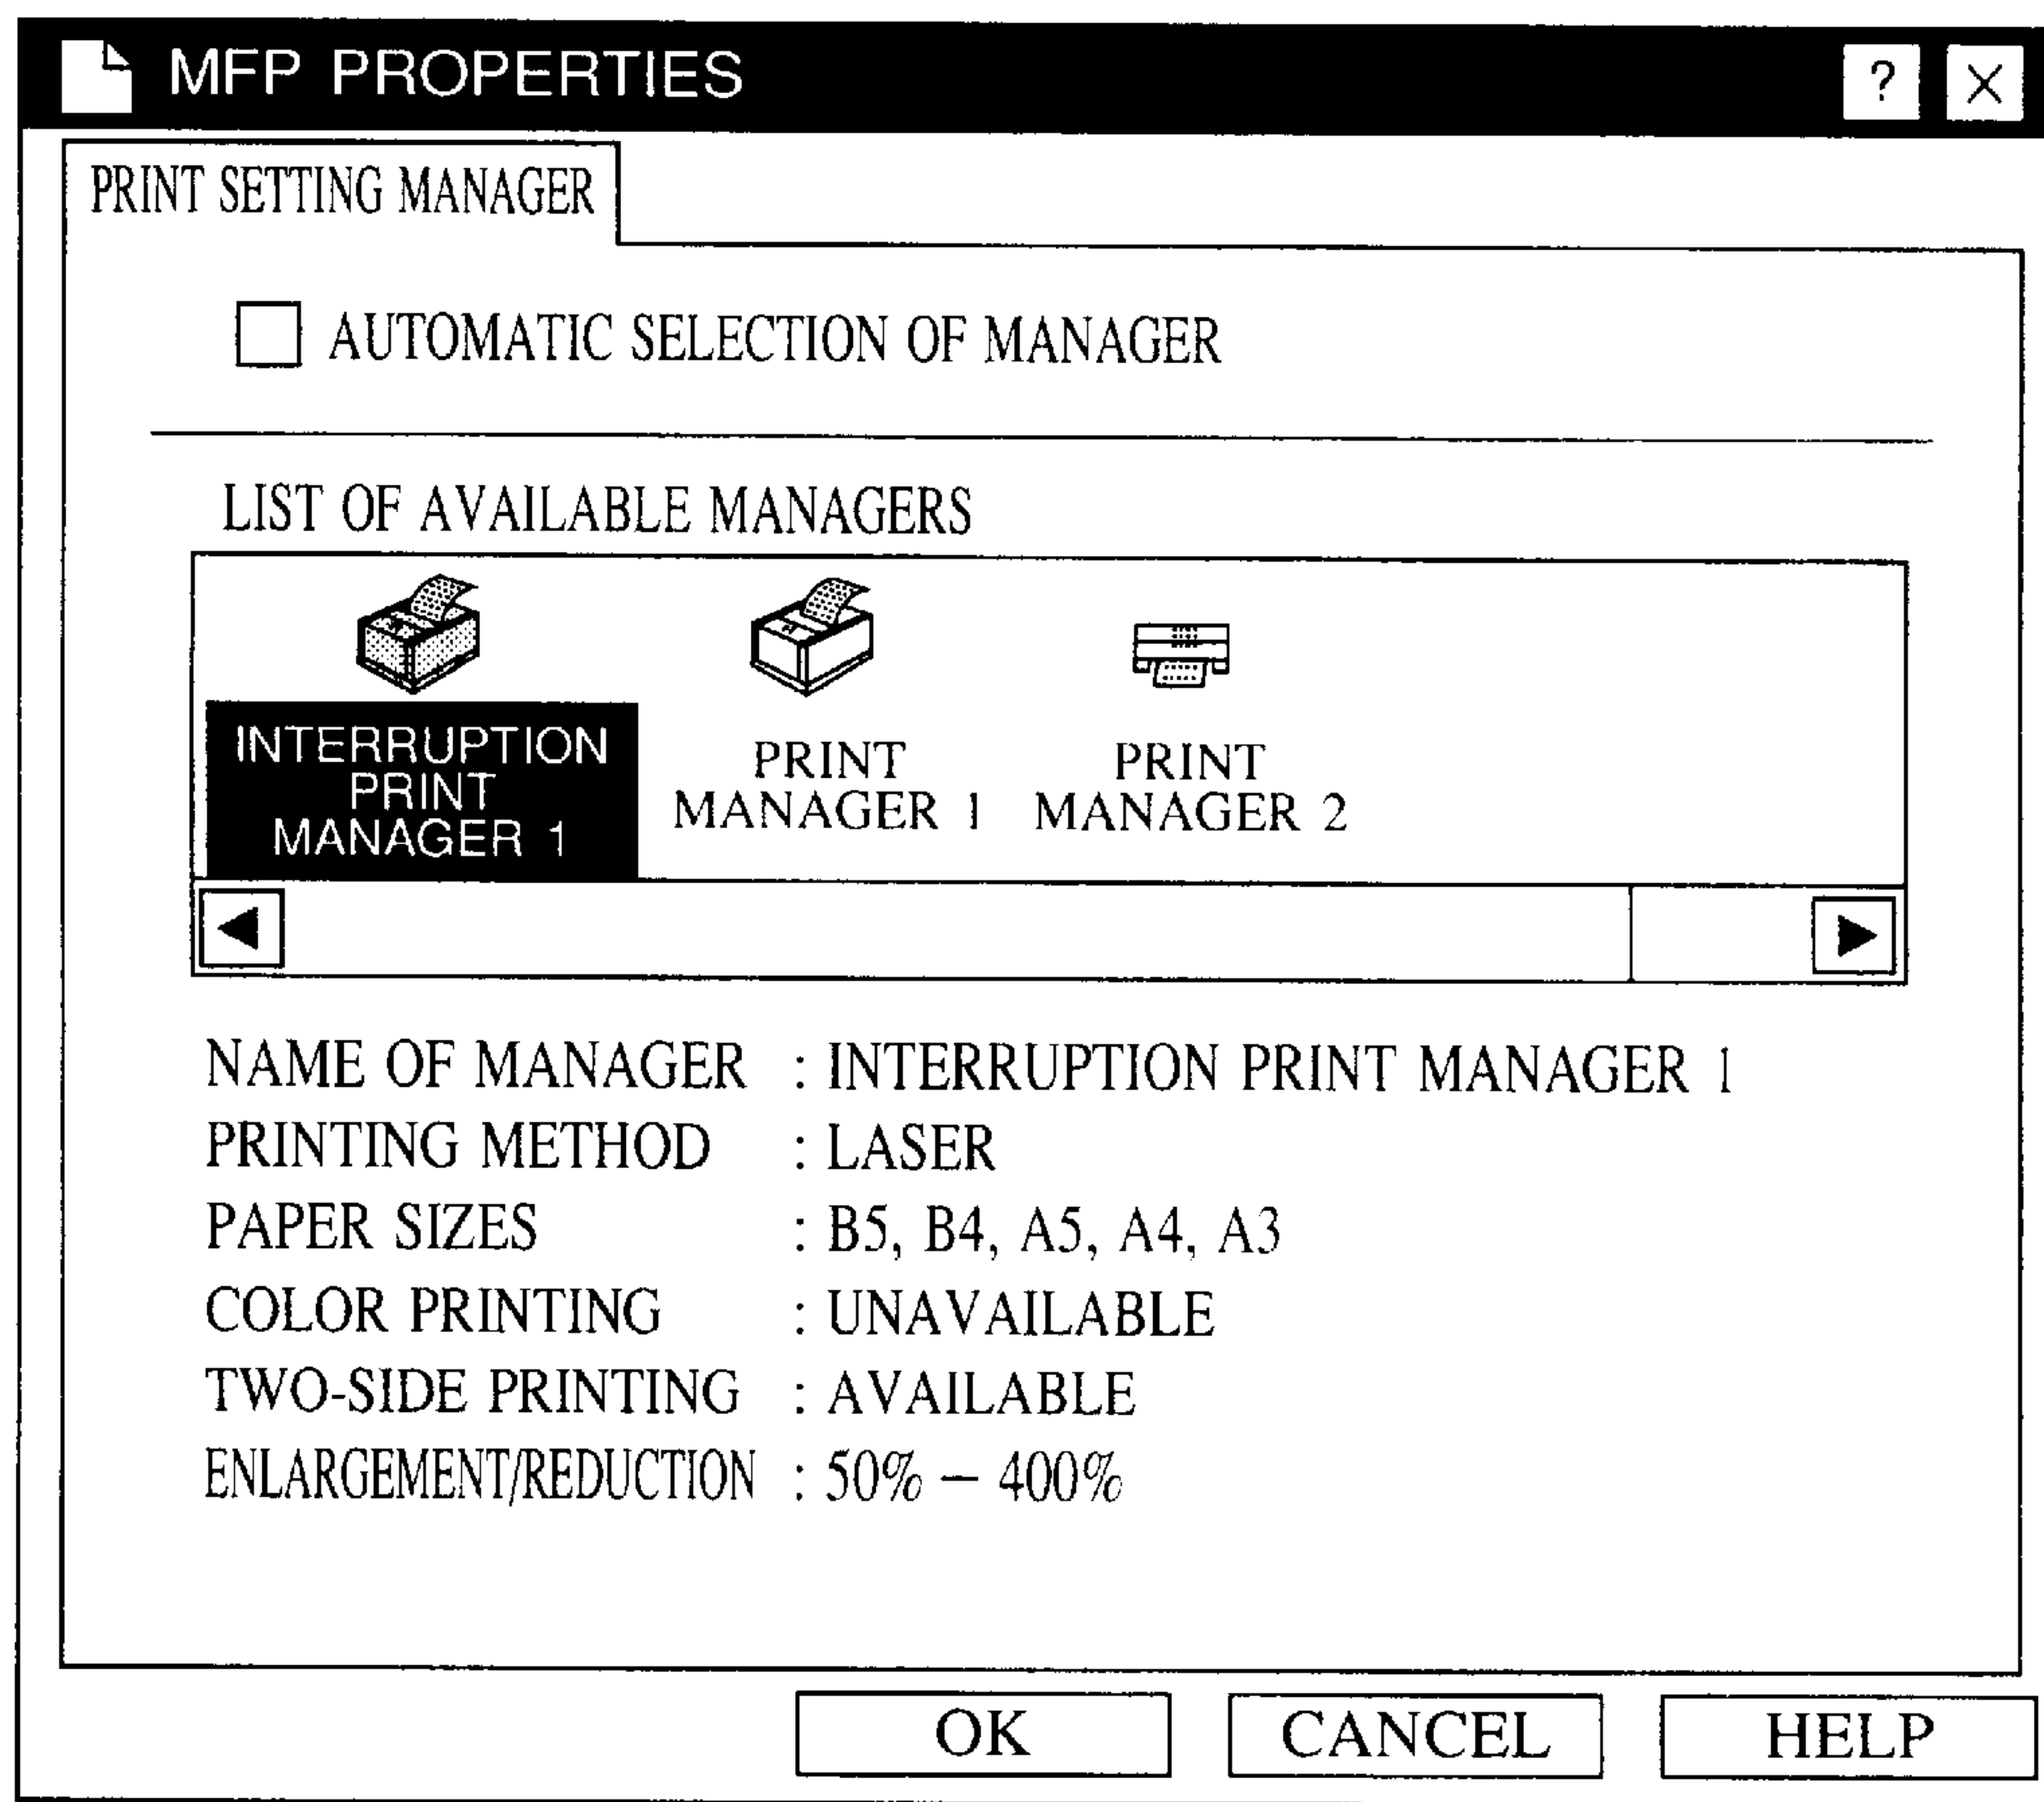 MFP PROPERTIES
?
X
PRINT SETTING MANAGER
AUTOMATIC SELECTION OF MANAGER
LIST OF AVAILABLE MANAGERS
INTERRUPTION
PRINT
MANAGER 1
PRINT
MANAGER 1
PRINT
MANAGER 2
NAME OF MANAGER : INTERRUPTION PRINT MANAGER 1
PRINTING METHOD : LASER
PAPER SIZES : B5, B4, A5, A4, A3
COLOR PRINTING : UNAVAILABLE
TWO-SIDE PRINTING : AVAILABLE
ENLARGEMENT/REDUCTION : 50% – 400%
OK
CANCEL
HELP